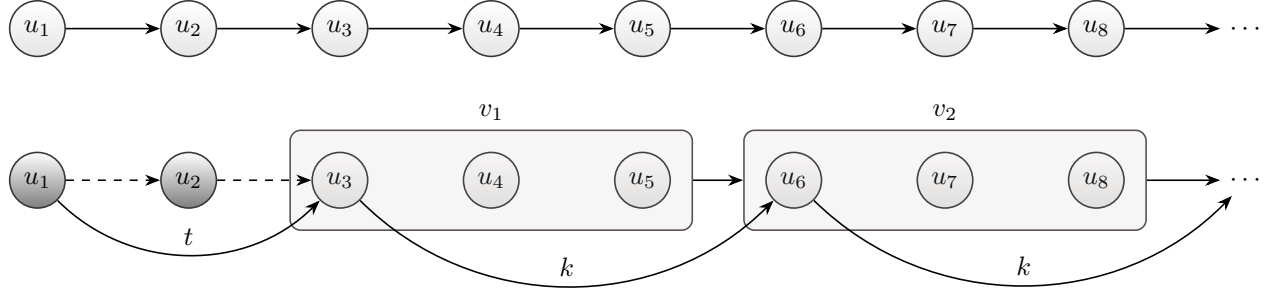 u₁ u₂ u₃ u₄ u₅ u₆ u₇ u₈ ···
v₁ v₂
u₁ u₂ u₃ u₄ u₅ u₆ u₇ u₈ ···
t k k